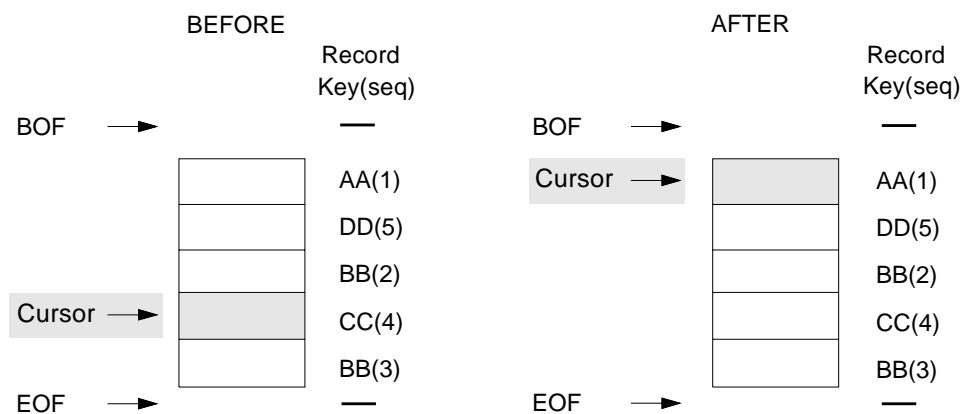 BEFORE
Record
Key(seq)
BOF
AA(1)
DD(5)
BB(2)
Cursor
CC(4)
BB(3)
EOF
AFTER
Record
Key(seq)
BOF
Cursor
AA(1)
DD(5)
BB(2)
CC(4)
BB(3)
EOF